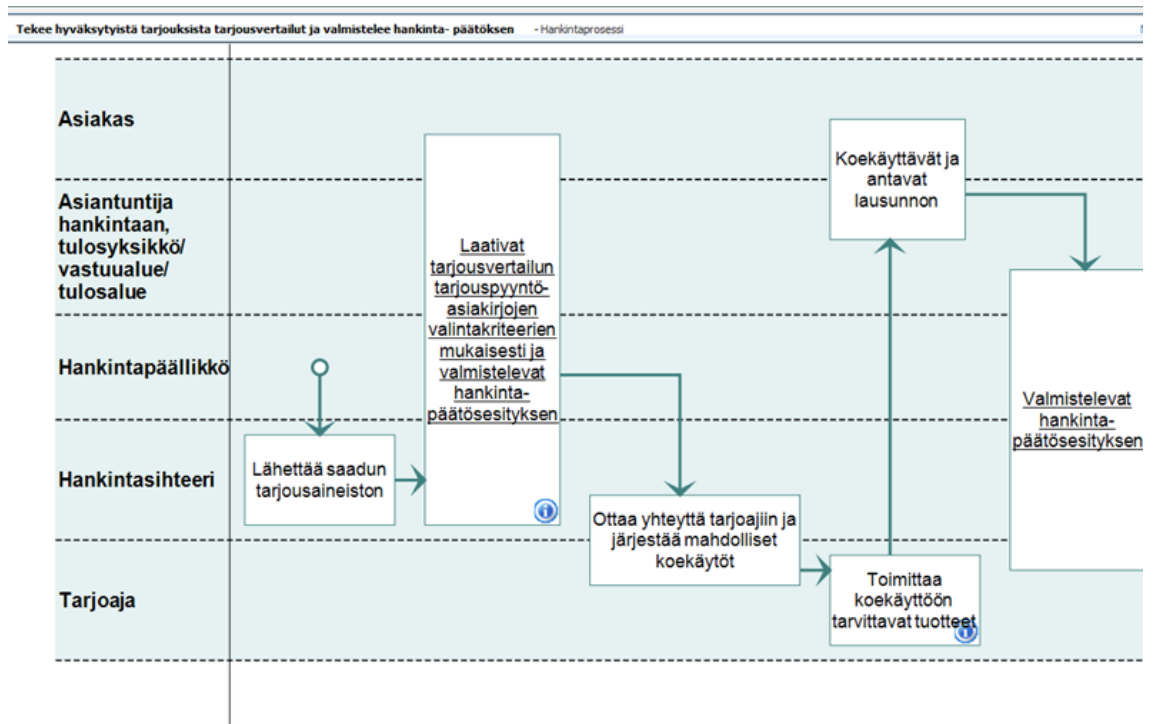 Tekee hyväksytyistä tarjouksista tarjousvertailut ja valmistelee hankinta- päätöksen - Hankintaprosessi
Asiakas
Asiantuntija
hankintaan,
tulosyksikkö/
vastuualue/
tulosalue
Hankintapäällikkö
Hankintasihteeri
Tarjoaja
Lähettää saadun
tarjousaineiston
Laativat
tarjousvertailun
tarjouspyyntö-
asiakirjojen
valintakriteerien
mukaisesti ja
valmistelevat
hankinta-
päätösesityksen
Ottaa yhteyttä tarjoajiin ja
järjestää mahdolliset
koekäytöt
Toimittaa
koekäyttöön
tarvittavat tuotteet
Koekäyttävät ja
antavat
lausunnon
Valmistelevat
hankinta-
päätösesityksen